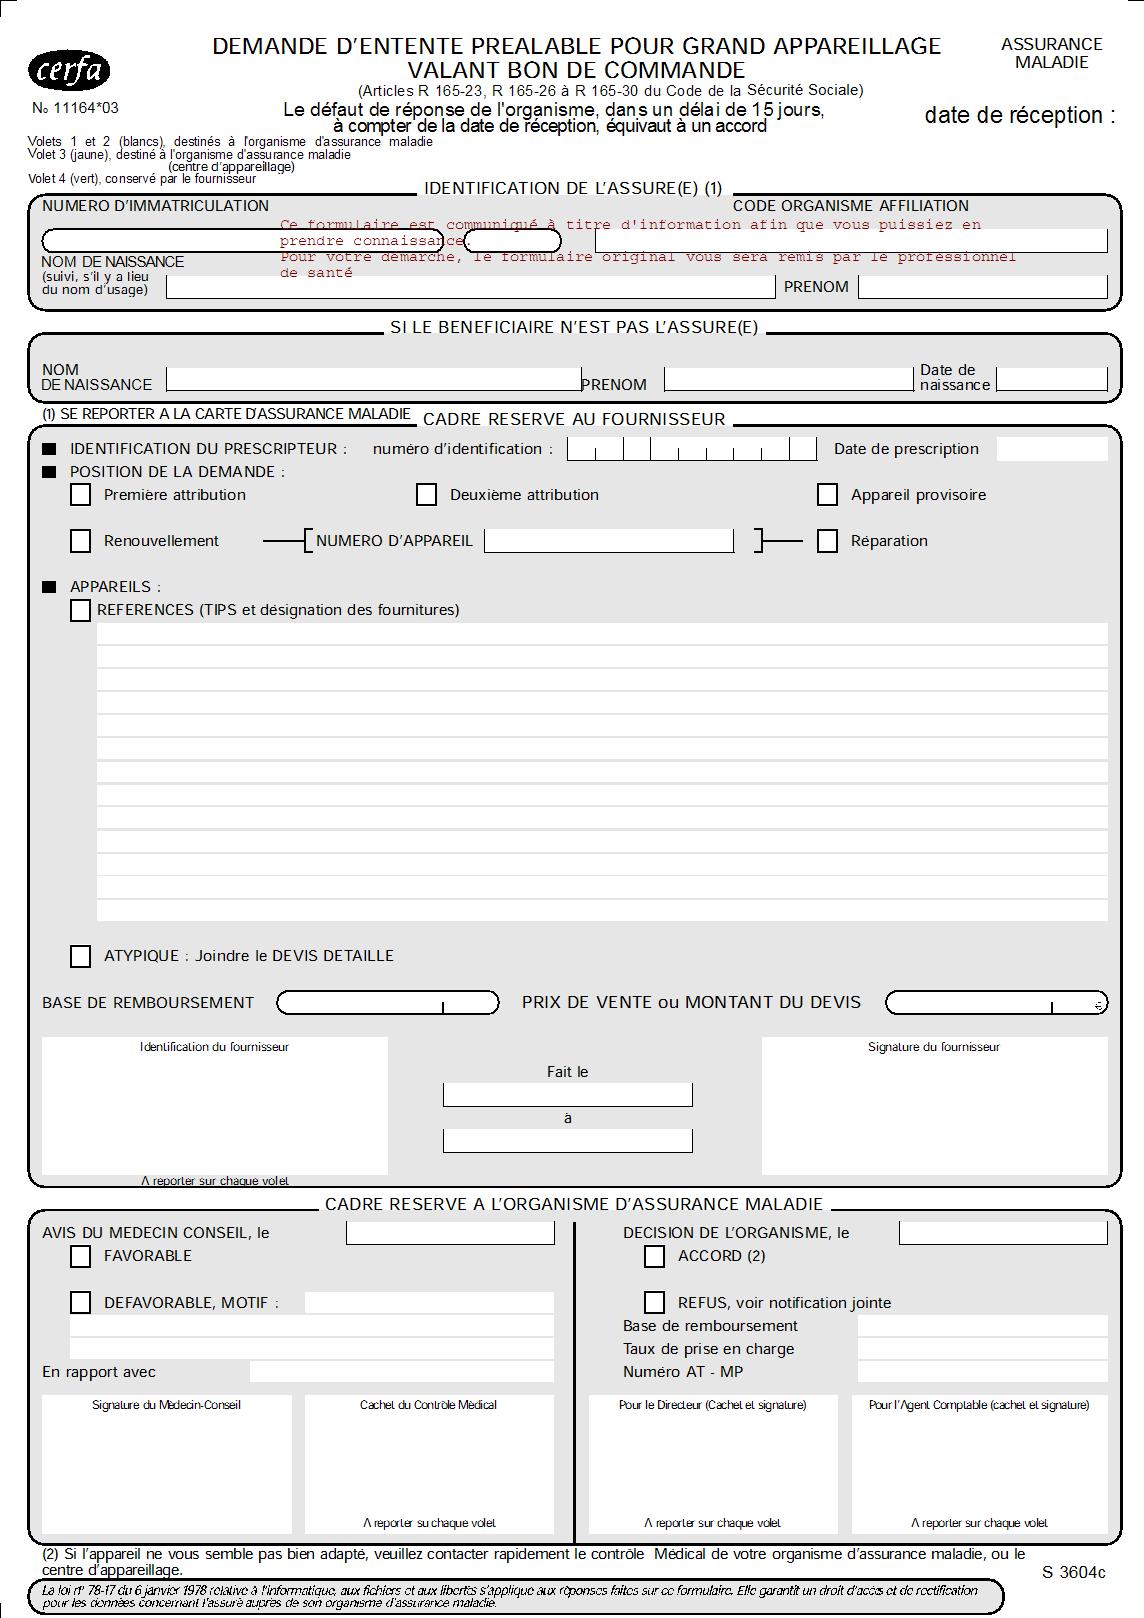 DEMANDE D'ENTENTE PREALABLE POUR GRAND APPAREILLAGE
VALANT BON DE COMMANDE
(Articles R 165-23, R 165-26 à R 165-30 du Code de la Sécurité Sociale)
Le défaut de réponse de l'organisme, dans un délai de 15 jours,
à compter de la date de réception, équivaut à un accord
ASSURANCE
MALADIE
date de réception :
cerfa
No 11164*03
Volets 1 et 2 (blancs), destinés à l'organisme d'assurance maladie
Volet 3 (jaune), destiné à l'organisme d'assurance maladie
(centre d'appareillage)
Volet 4 (vert), conservé par le fournisseur
IDENTIFICATION DE L'ASSURE(E) (1)
NUMERO D'IMMATRICULATION
CODE ORGANISME AFFILIATION
Ce formulaire est communiqué à titre d'information afin que vous puissiez en
prendre connaissance.
Pour votre démarche, le formulaire original vous sera remis par le professionnel
de santé
NOM DE NAISSANCE
(suivi, s'il y a lieu
du nom d'usage)
PRENOM
SI LE BENEFICIAIRE N'EST PAS L'ASSURE(E)
NOM
DE NAISSANCE
PRENOM
Date de
naissance
(1) SE REPORTER A LA CARTE D'ASSURANCE MALADIE
CADRE RESERVE AU FOURNISSEUR
IDENTIFICATION DU PRESCRIPTEUR : numéro d'identification : Date de prescription
POSITION DE LA DEMANDE :
Première attribution Deuxième attribution Appareil provisoire
Renouvellement NUMERO D'APPAREIL Réparation
APPAREILS :
REFERENCES (TIPS et désignation des fournitures)
ATYPIQUE : Joindre le DEVIS DETAILLE
BASE DE REMBOURSEMENT PRIX DE VENTE ou MONTANT DU DEVIS €
Identification du fournisseur
Signature du fournisseur
Fait le
à
A reporter sur chaque volet
CADRE RESERVE A L'ORGANISME D'ASSURANCE MALADIE
AVIS DU MEDECIN CONSEIL, le
FAVORABLE
DEFAVORABLE, MOTIF :
En rapport avec
Signature du Médecin-Conseil
Cachet du Contrôle Médical
A reporter su chaque volet
DECISION DE L'ORGANISME, le
ACCORD (2)
REFUS, voir notification jointe
Base de remboursement
Taux de prise en charge
Numéro AT - MP
Pour le Directeur (Cachet et signature)
A reporter sur chaque volet
Pour l'Agent Comptable (cachet et signature)
A reporter sur chaque volet
(2) Si l'appareil ne vous semble pas bien adapté, veuillez contacter rapidement le contrôle Médical de votre organisme d'assurance maladie, ou le
centre d'appareillage.
S 3604c
La loi n° 78-17 du 6 janvier 1978 relative à l'informatique, aux fichiers et aux libertés s'applique aux réponses faites sur ce formulaire. Elle garantit un droit d'accès et de rectification
pour les données concernant l'assuré auprès de son organisme d'assurance maladie.